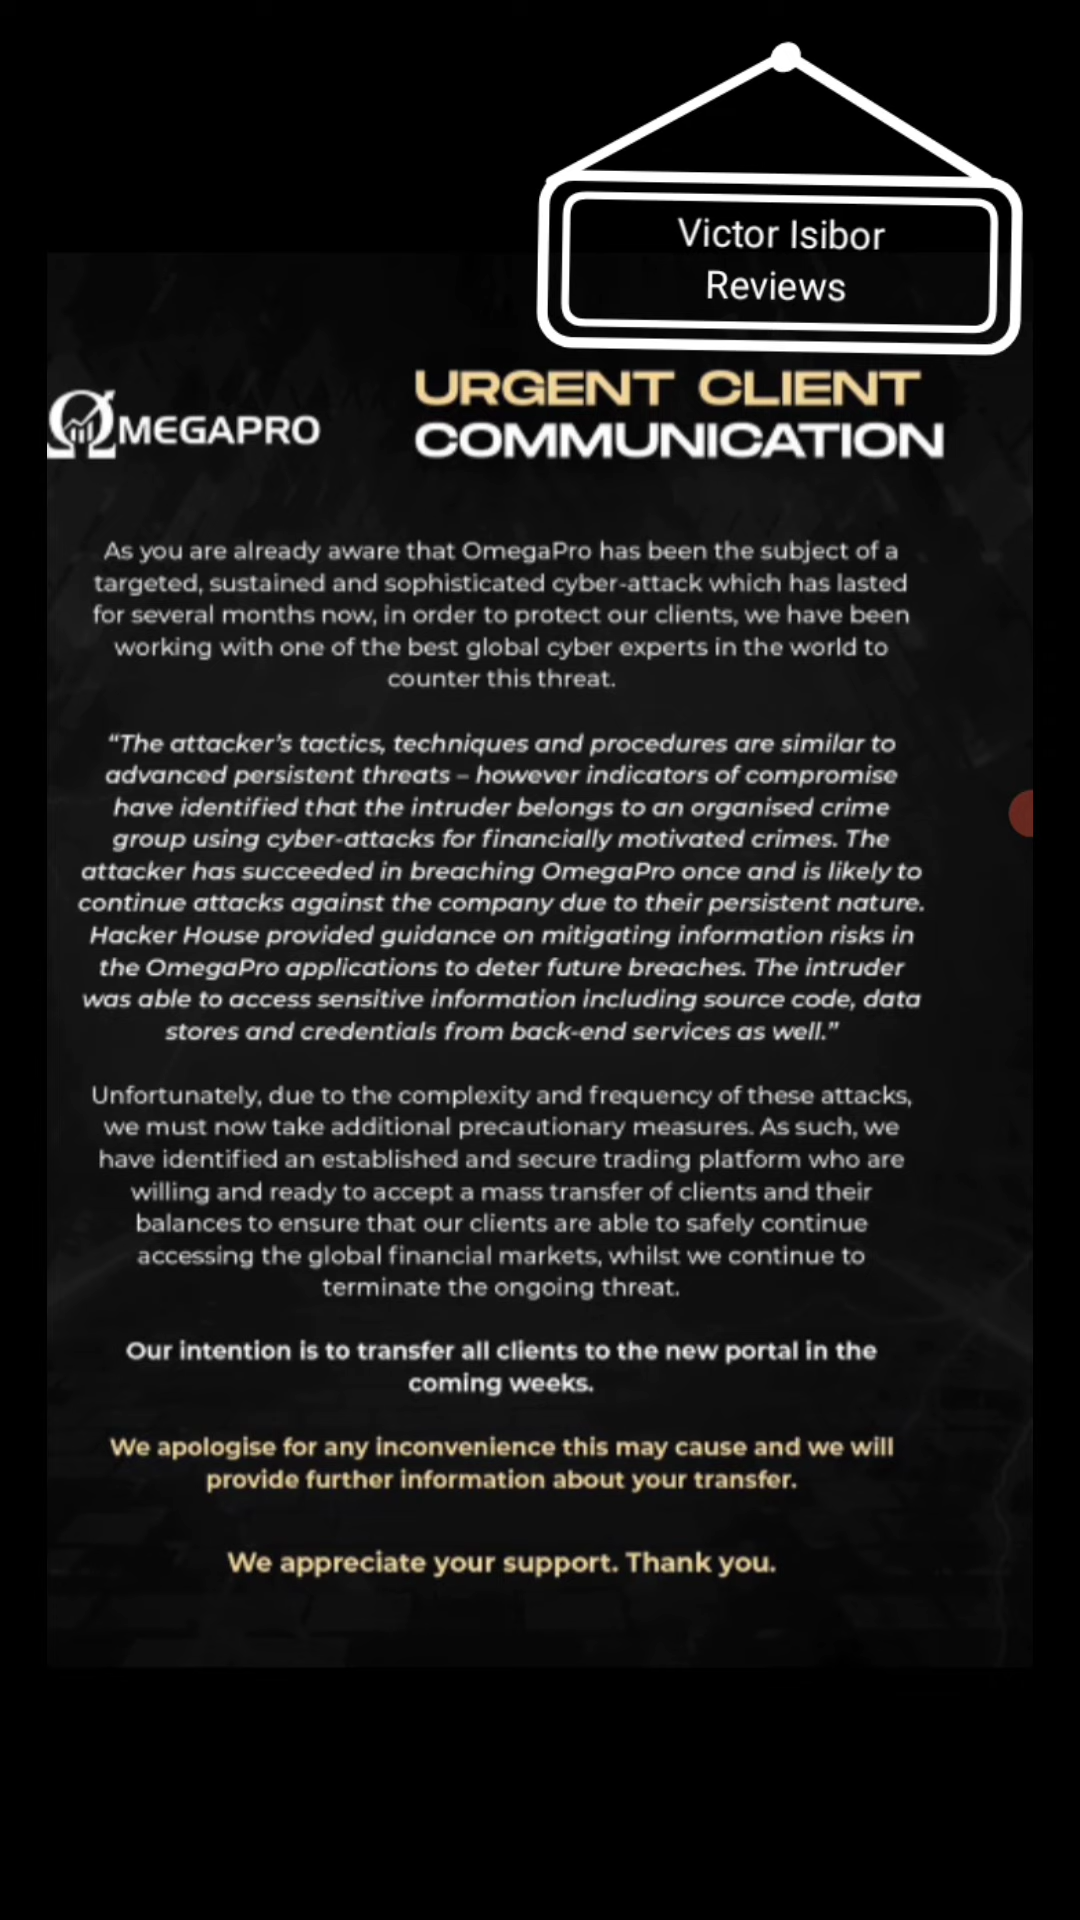 Victor Isibor
Reviews
ΩMEGAPRO
URGENT CLIENT
COMMUNICATION
As you are already aware that OmegaPro has been the subject of a
targeted, sustained and sophisticated cyber-attack which has lasted
for several months now, in order to protect our clients, we have been
working with one of the best global cyber experts in the world to
counter this threat.
“The attacker’s tactics, techniques and procedures are similar to
advanced persistent threats – however indicators of compromise
have identified that the intruder belongs to an organised crime
group using cyber-attacks for financially motivated crimes. The
attacker has succeeded in breaching OmegaPro once and is likely to
continue attacks against the company due to their persistent nature.
Hacker House provided guidance on mitigating information risks in
the OmegaPro applications to deter future breaches. The intruder
was able to access sensitive information including source code, data
stores and credentials from back-end services as well.”
Unfortunately, due to the complexity and frequency of these attacks,
we must now take additional precautionary measures. As such, we
have identified an established and secure trading platform who are
willing and ready to accept a mass transfer of clients and their
balances to ensure that our clients are able to safely continue
accessing the global financial markets, whilst we continue to
terminate the ongoing threat.
Our intention is to transfer all clients to the new portal in the
coming weeks.
We apologise for any inconvenience this may cause and we will
provide further information about your transfer.
We appreciate your support. Thank you.